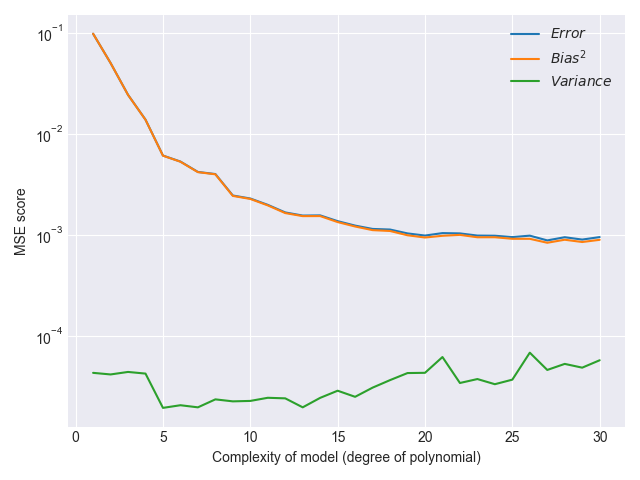 10⁻¹
10⁻²
10⁻³
10⁻⁴
MSE score
Error
Bias²
Variance
0 5 10 15 20 25 30
Complexity of model (degree of polynomial)